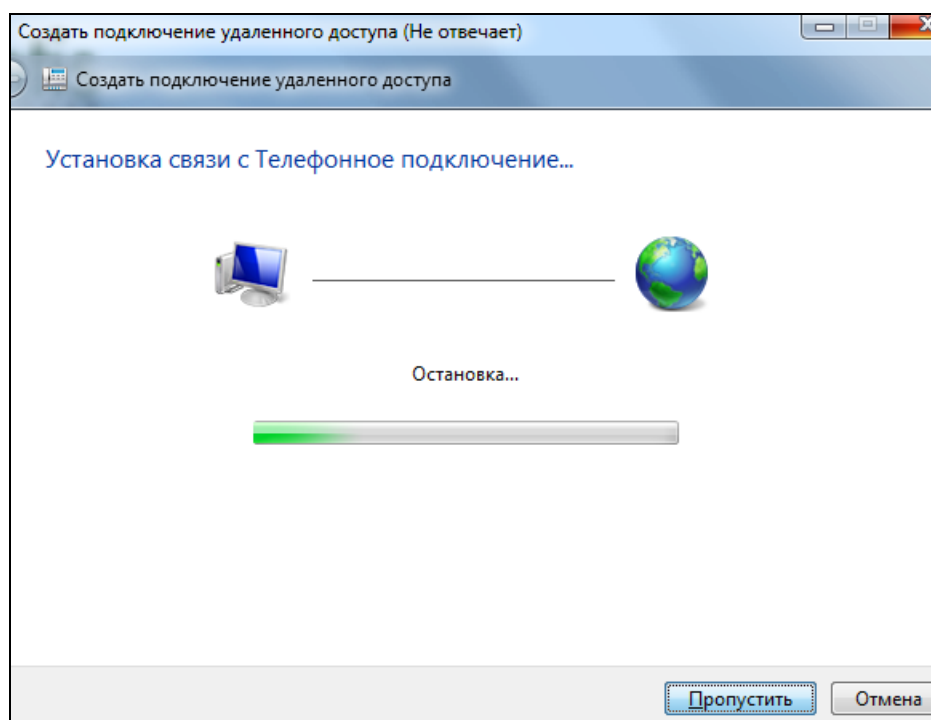 Создать подключение удаленного доступа (Не отвечает)
Создать подключение удаленного доступа
Установка связи с Телефонное подключение...
Остановка...
Пропустить
Отмена